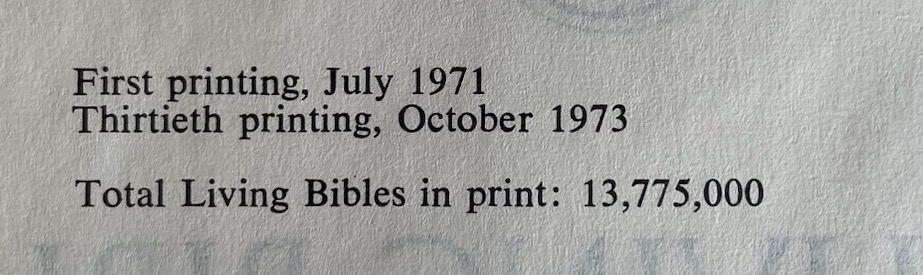 First printing, July 1971
Thirtieth printing, October 1973
Total Living Bibles in print: 13,775,000